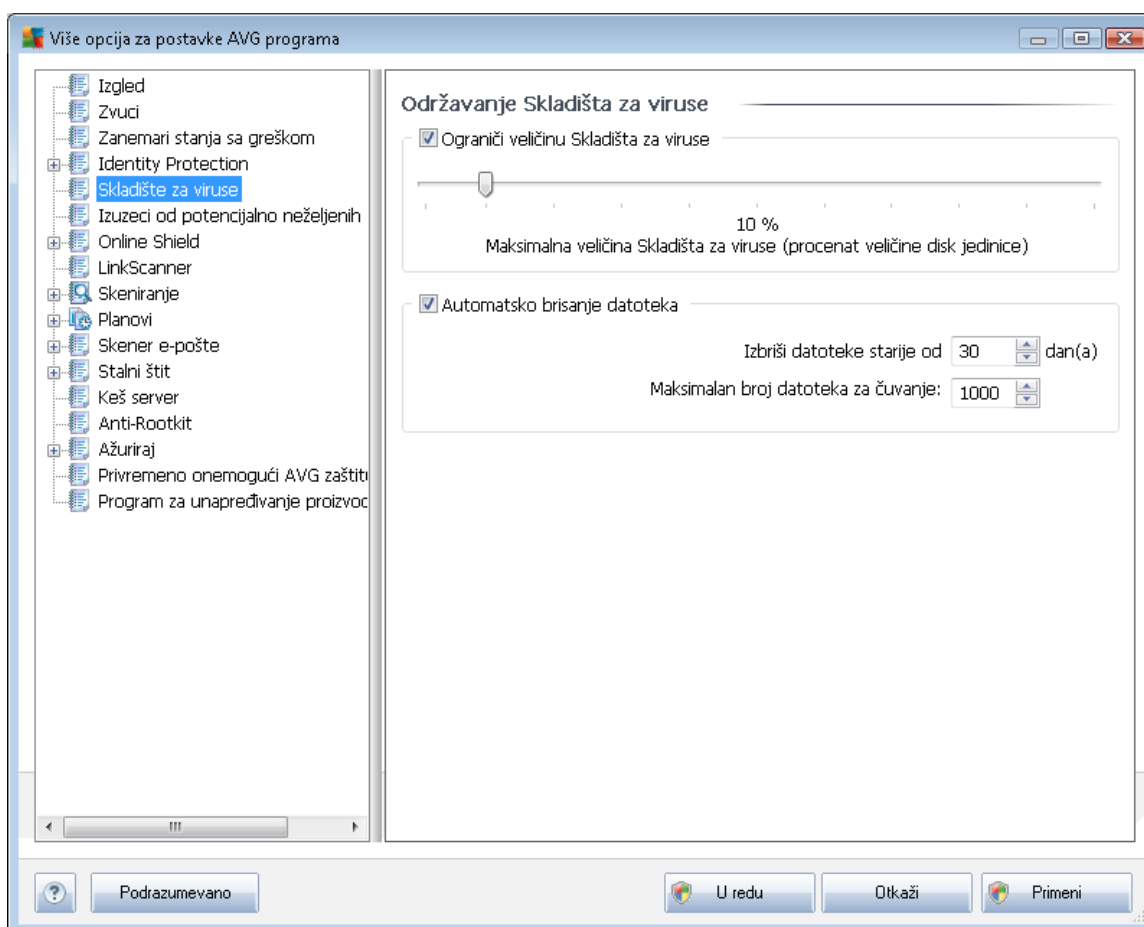 Više opcija za postavke AVG programa
Izgled
Zvuci
Zanemari stanja sa greškom
Identity Protection
Skladište za viruse
Izuzeci od potencijalno neželjenih
Online Shield
LinkScanner
Skeniranje
Planovi
Skener e-pošte
Stalni štit
Keš server
Anti-Rootkit
Ažuriraj
Privremeno onemogući AVG zaštitu
Program za unapređivanje proizvod
Održavanje Skladišta za viruse
Ograniči veličinu Skladišta za viruse
10 %
Maksimalna veličina Skladišta za viruse (procenat veličine disk jedinice)
Automatsko brisanje datoteka
Izbriši datoteke starije od 30 dan(a)
Maksimalan broj datoteka za čuvanje: 1000
? Podrazumevano U redu Otkaži Primeni